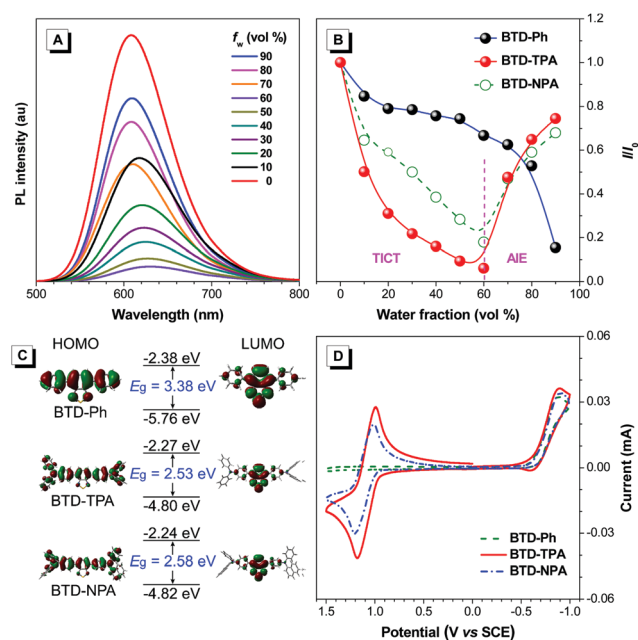 A
f_w (vol %)
90
80
70
60
50
40
30
20
10
0
PL intensity (au)
500 600 700 800
Wavelength (nm)
B
BTD-Ph
BTD-TPA
BTD-NPA
TICT
AIE
1.2
1.0
0.8
0.6
0.4
0.2
0.0
I/I_0
0 20 40 60 80 100
Water fraction (vol %)
C
HOMO LUMO
-2.38 eV
E_g = 3.38 eV
-5.76 eV
BTD-Ph
-2.27 eV
E_g = 2.53 eV
-4.80 eV
BTD-TPA
-2.24 eV
E_g = 2.58 eV
-4.82 eV
BTD-NPA
D
BTD-Ph
BTD-TPA
BTD-NPA
0.06
0.03
0.00
-0.03
-0.06
Current (mA)
1.5 1.0 0.5 0.0 -0.5 -1.0
Potential (V vs SCE)